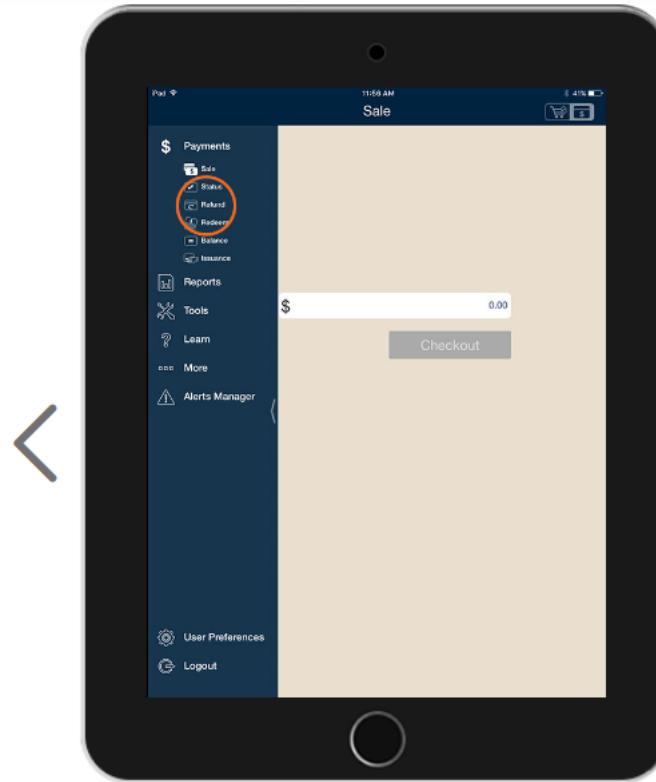 iPad 11:56 AM 41%
Sale
$ Payments
Sale
Status
Refund
Redeem
Balance
Issuance
Reports
Tools
Learn
More
Alerts Manager
$ 0.00
Checkout
User Preferences
Logout